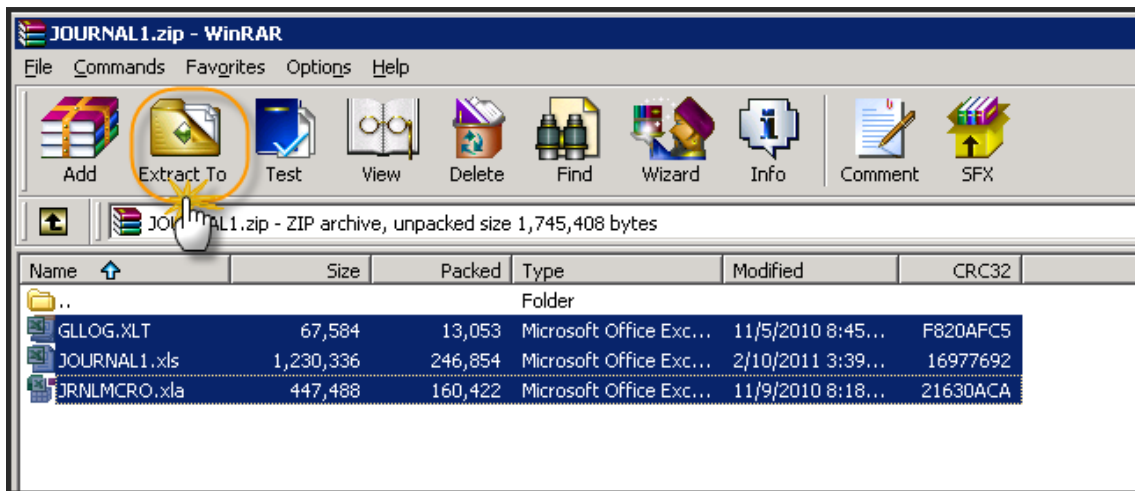 JOURNAL1.zip - WinRAR
File Commands Favorites Options Help
Add Extract To Test View Delete Find Wizard Info Comment SFX
JOURNAL1.zip - ZIP archive, unpacked size 1,745,408 bytes
Name Size Packed Type Modified CRC32
.. Folder
GLLOG.XLT 67,584 13,053 Microsoft Office Exc... 11/5/2010 8:45... F820AFC5
JOURNAL1.xls 1,230,336 246,854 Microsoft Office Exc... 2/10/2011 3:39... 16977692
JRNLMCRO.xla 447,488 160,422 Microsoft Office Exc... 11/9/2010 8:18... 21630ACA